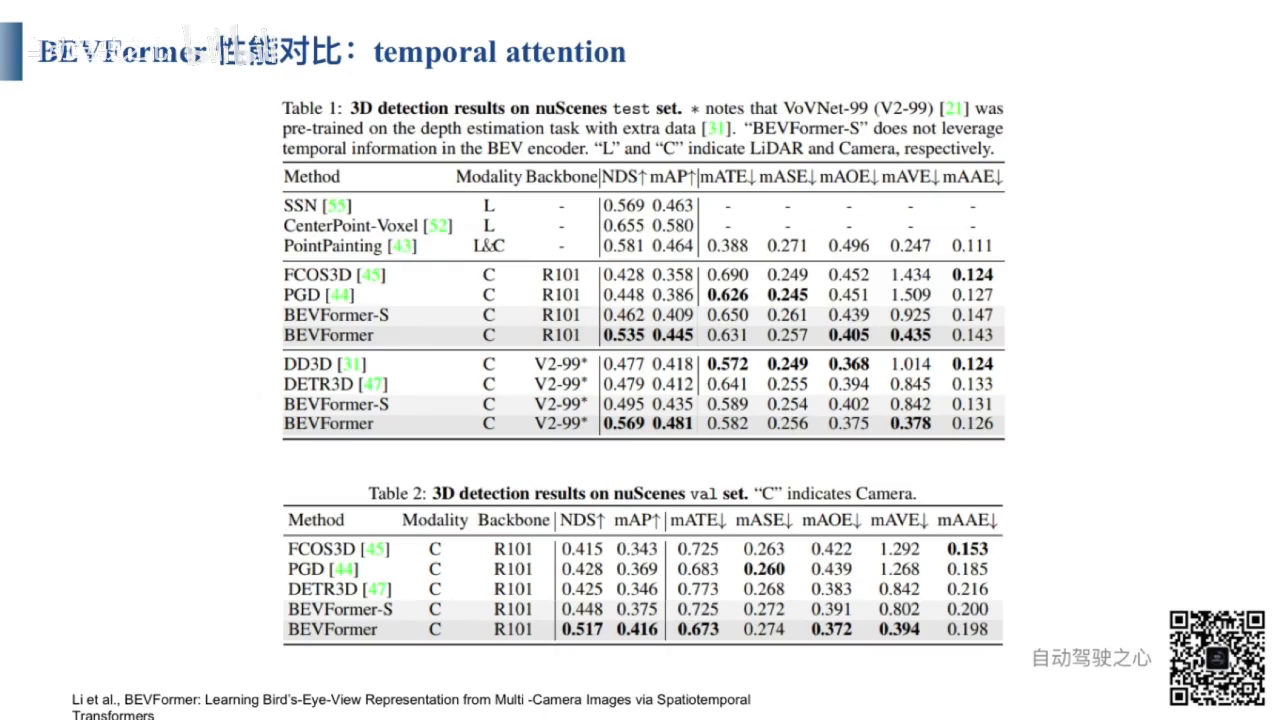 BEVFormer 性能对比：temporal attention
Table 1: 3D detection results on nuScenes test set. * notes that VoVNet-99 (V2-99) [21] was
pre-trained on the depth estimation task with extra data [31]. “BEVFormer-S” does not leverage
temporal information in the BEV encoder. “L” and “C” indicate LiDAR and Camera, respectively.
Method Modality Backbone NDS↑ mAP↑ mATE↓ mASE↓ mAOE↓ mAVE↓ mAAE↓
SSN [55] L - 0.569 0.463 - - - - -
CenterPoint-Voxel [52] L - 0.655 0.580 - - - - -
PointPainting [43] L&C - 0.581 0.464 0.388 0.271 0.496 0.247 0.111
FCOS3D [45] C R101 0.428 0.358 0.690 0.249 0.452 1.434 0.124
PGD [44] C R101 0.448 0.386 0.626 0.245 0.451 1.509 0.127
BEVFormer-S C R101 0.462 0.409 0.650 0.261 0.439 0.925 0.147
BEVFormer C R101 0.535 0.445 0.631 0.257 0.405 0.435 0.143
DD3D [31] C V2-99* 0.477 0.418 0.572 0.249 0.368 1.014 0.124
DETR3D [47] C V2-99* 0.479 0.412 0.641 0.255 0.394 0.845 0.133
BEVFormer-S C V2-99* 0.495 0.435 0.589 0.254 0.402 0.842 0.131
BEVFormer C V2-99* 0.569 0.481 0.582 0.256 0.375 0.378 0.126
Table 2: 3D detection results on nuScenes val set. “C” indicates Camera.
Method Modality Backbone NDS↑ mAP↑ mATE↓ mASE↓ mAOE↓ mAVE↓ mAAE↓
FCOS3D [45] C R101 0.415 0.343 0.725 0.263 0.422 1.292 0.153
PGD [44] C R101 0.428 0.369 0.683 0.260 0.439 1.268 0.185
DETR3D [47] C R101 0.425 0.346 0.773 0.268 0.383 0.842 0.216
BEVFormer-S C R101 0.448 0.375 0.725 0.272 0.391 0.802 0.200
BEVFormer C R101 0.517 0.416 0.673 0.274 0.372 0.394 0.198
自动驾驶之心
Li et al., BEVFormer: Learning Bird’s-Eye-View Representation from Multi -Camera Images via Spatiotemporal
Transformers